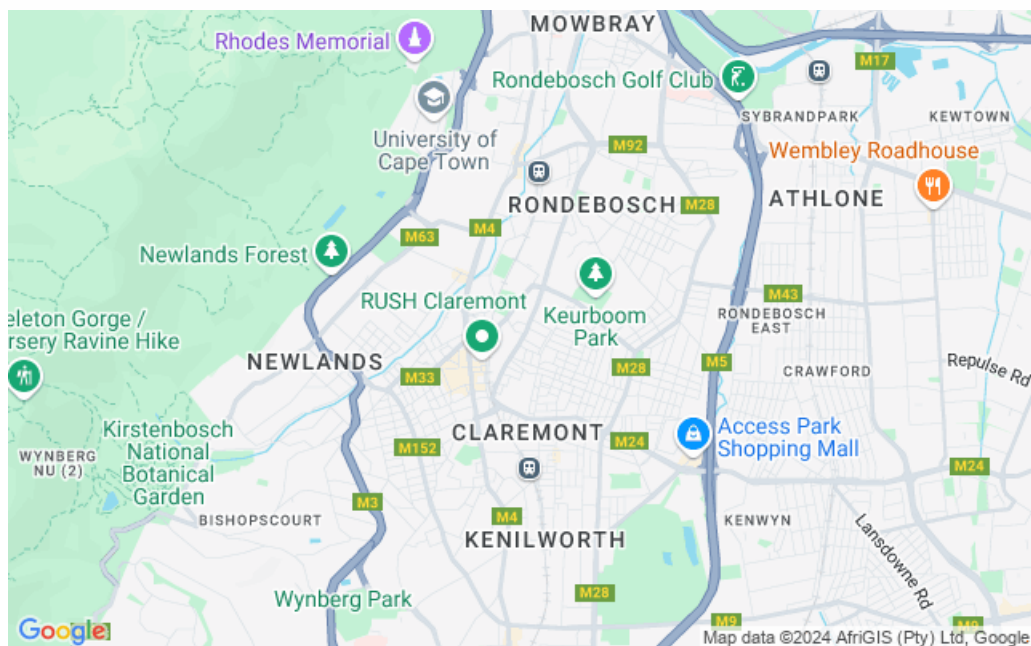 MOWBRAY
Rhodes Memorial
Rondebosch Golf Club
M17
University of
Cape Town
SYBRANDPARK
KEWTOWN
M92
Wembley Roadhouse
RONDEBOSCH
M28
ATHLONE
M63
M4
Newlands Forest
RUSH Claremont
Keurboom
Park
M43
RONDEBOSCH
EAST
eleton Gorge /
rsery Ravine Hike
NEWLANDS
M33
M28
M5
CRAWFORD
Repulse Rd
Kirstenbosch
National
Botanical
Garden
WYNBERG
NU (2)
M152
CLAREMONT
M24
Access Park
Shopping Mall
M24
M3
BISHOPSCOURT
M4
KENILWORTH
KENWYN
Lansdowne Rd
Wynberg Park
M28
M9
M9
Google
Map data ©2024 AfriGIS (Pty) Ltd, Google